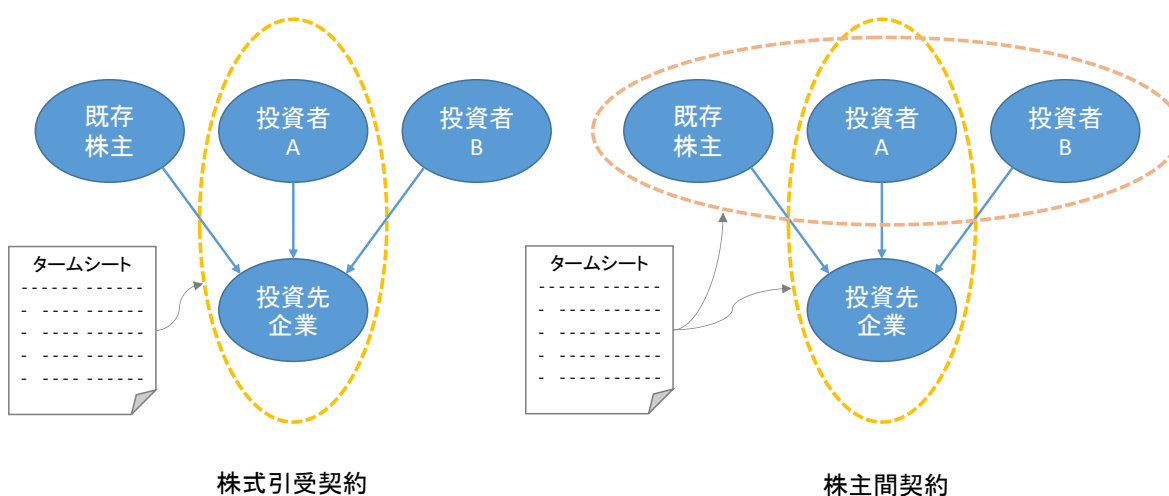 既存
株主
投資者
A
投資者
B
タームシート
投資先
企業
株式引受契約
既存
株主
投資者
A
投資者
B
タームシート
投資先
企業
株主間契約